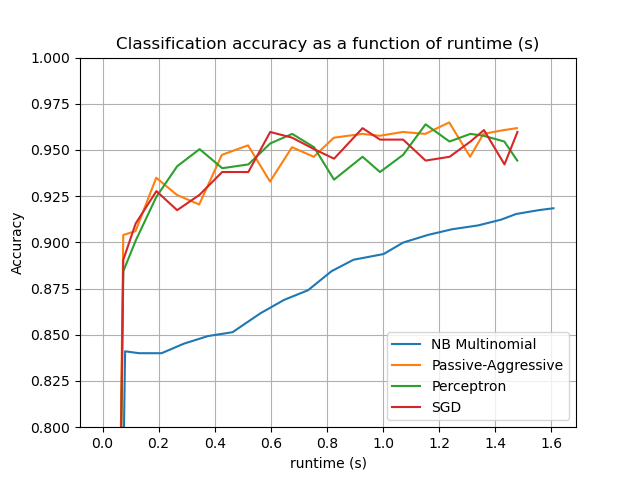 Classification accuracy as a function of runtime (s)
1.000
0.975
0.950
0.925
0.900
0.875
0.850
0.825
0.800
Accuracy
NB Multinomial
Passive-Aggressive
Perceptron
SGD
0.0 0.2 0.4 0.6 0.8 1.0 1.2 1.4 1.6
runtime (s)